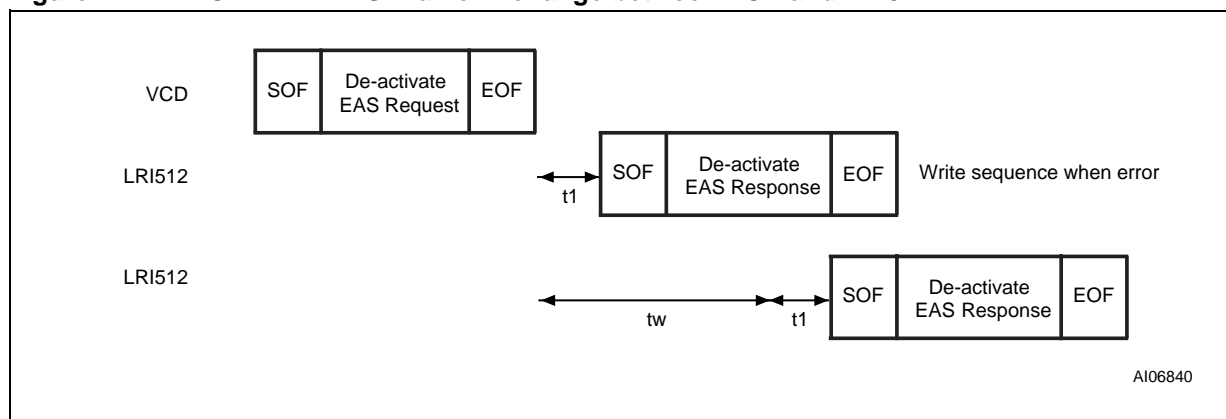 VCD
SOF
De-activate
EAS Request
EOF
LRI512
t1
SOF
De-activate
EAS Response
EOF
Write sequence when error
LRI512
tw
t1
SOF
De-activate
EAS Response
EOF
AI06840